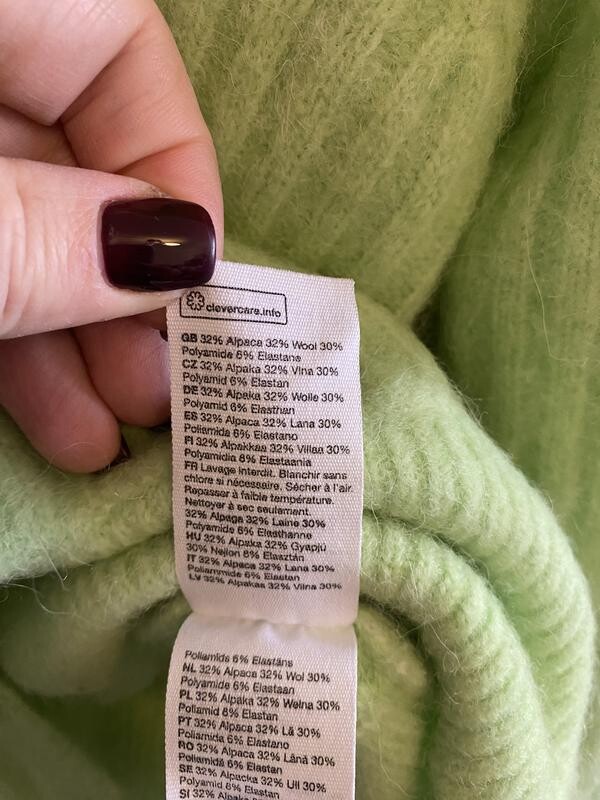 clevercare.info
GB 32% Alpaca 32% Wool 30%
Polyamide 6% Elastane
CZ 32% Alpaka 32% Vlna 30%
Polyamid 6% Elastan
DE 32% Alpaka 32% Wolle 30%
Polyamid 6% Elasthan
ES 32% Alpaca 32% Lana 30%
Poliamida 6% Elastano
FI 32% Alpakkaa 32% Villaa 30%
Polyamidia 6% Elastaania
FR Lavage interdit. Blanchir sans
chlore si nécessaire. Sécher à l'air.
Repasser à faible température.
Nettoyer à sec seulement.
32% Alpaga 32% Laine 30%
Polyamide 6% Elasthanne
HU 32% Alpaka 32% Gyapjú
30% Nejlon 6% Elasztán
IT 32% Alpaca 32% Lana 30%
Poliammide 6% Elastan
LV 32% Alpakas 32% Vilna 30%
Poliamīds 6% Elastāns
NL 32% Alpaca 32% Wol 30%
Polyamide 6% Elastaan
PL 32% Alpaka 32% Wełna 30%
Poliamid 6% Elastan
PT 32% Alpaca 32% Lã 30%
Poliamida 6% Elastano
RO 32% Alpaca 32% Lână 30%
Poliamidă 6% Elastan
SE 32% Alpacka 32% Ull 30%
Polyamid 6% Elastan
SI 32% Alpaka 32%